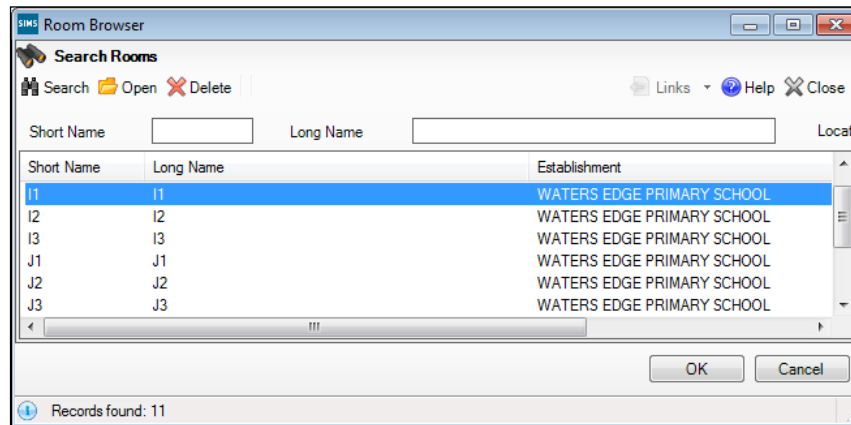 SIMS Room Browser
Search Rooms
Search Open Delete Links Help Close
Short Name Long Name Locat
Short Name Long Name Establishment
I1 I1 WATERS EDGE PRIMARY SCHOOL
I2 I2 WATERS EDGE PRIMARY SCHOOL
I3 I3 WATERS EDGE PRIMARY SCHOOL
J1 J1 WATERS EDGE PRIMARY SCHOOL
J2 J2 WATERS EDGE PRIMARY SCHOOL
J3 J3 WATERS EDGE PRIMARY SCHOOL
OK Cancel
Records found: 11